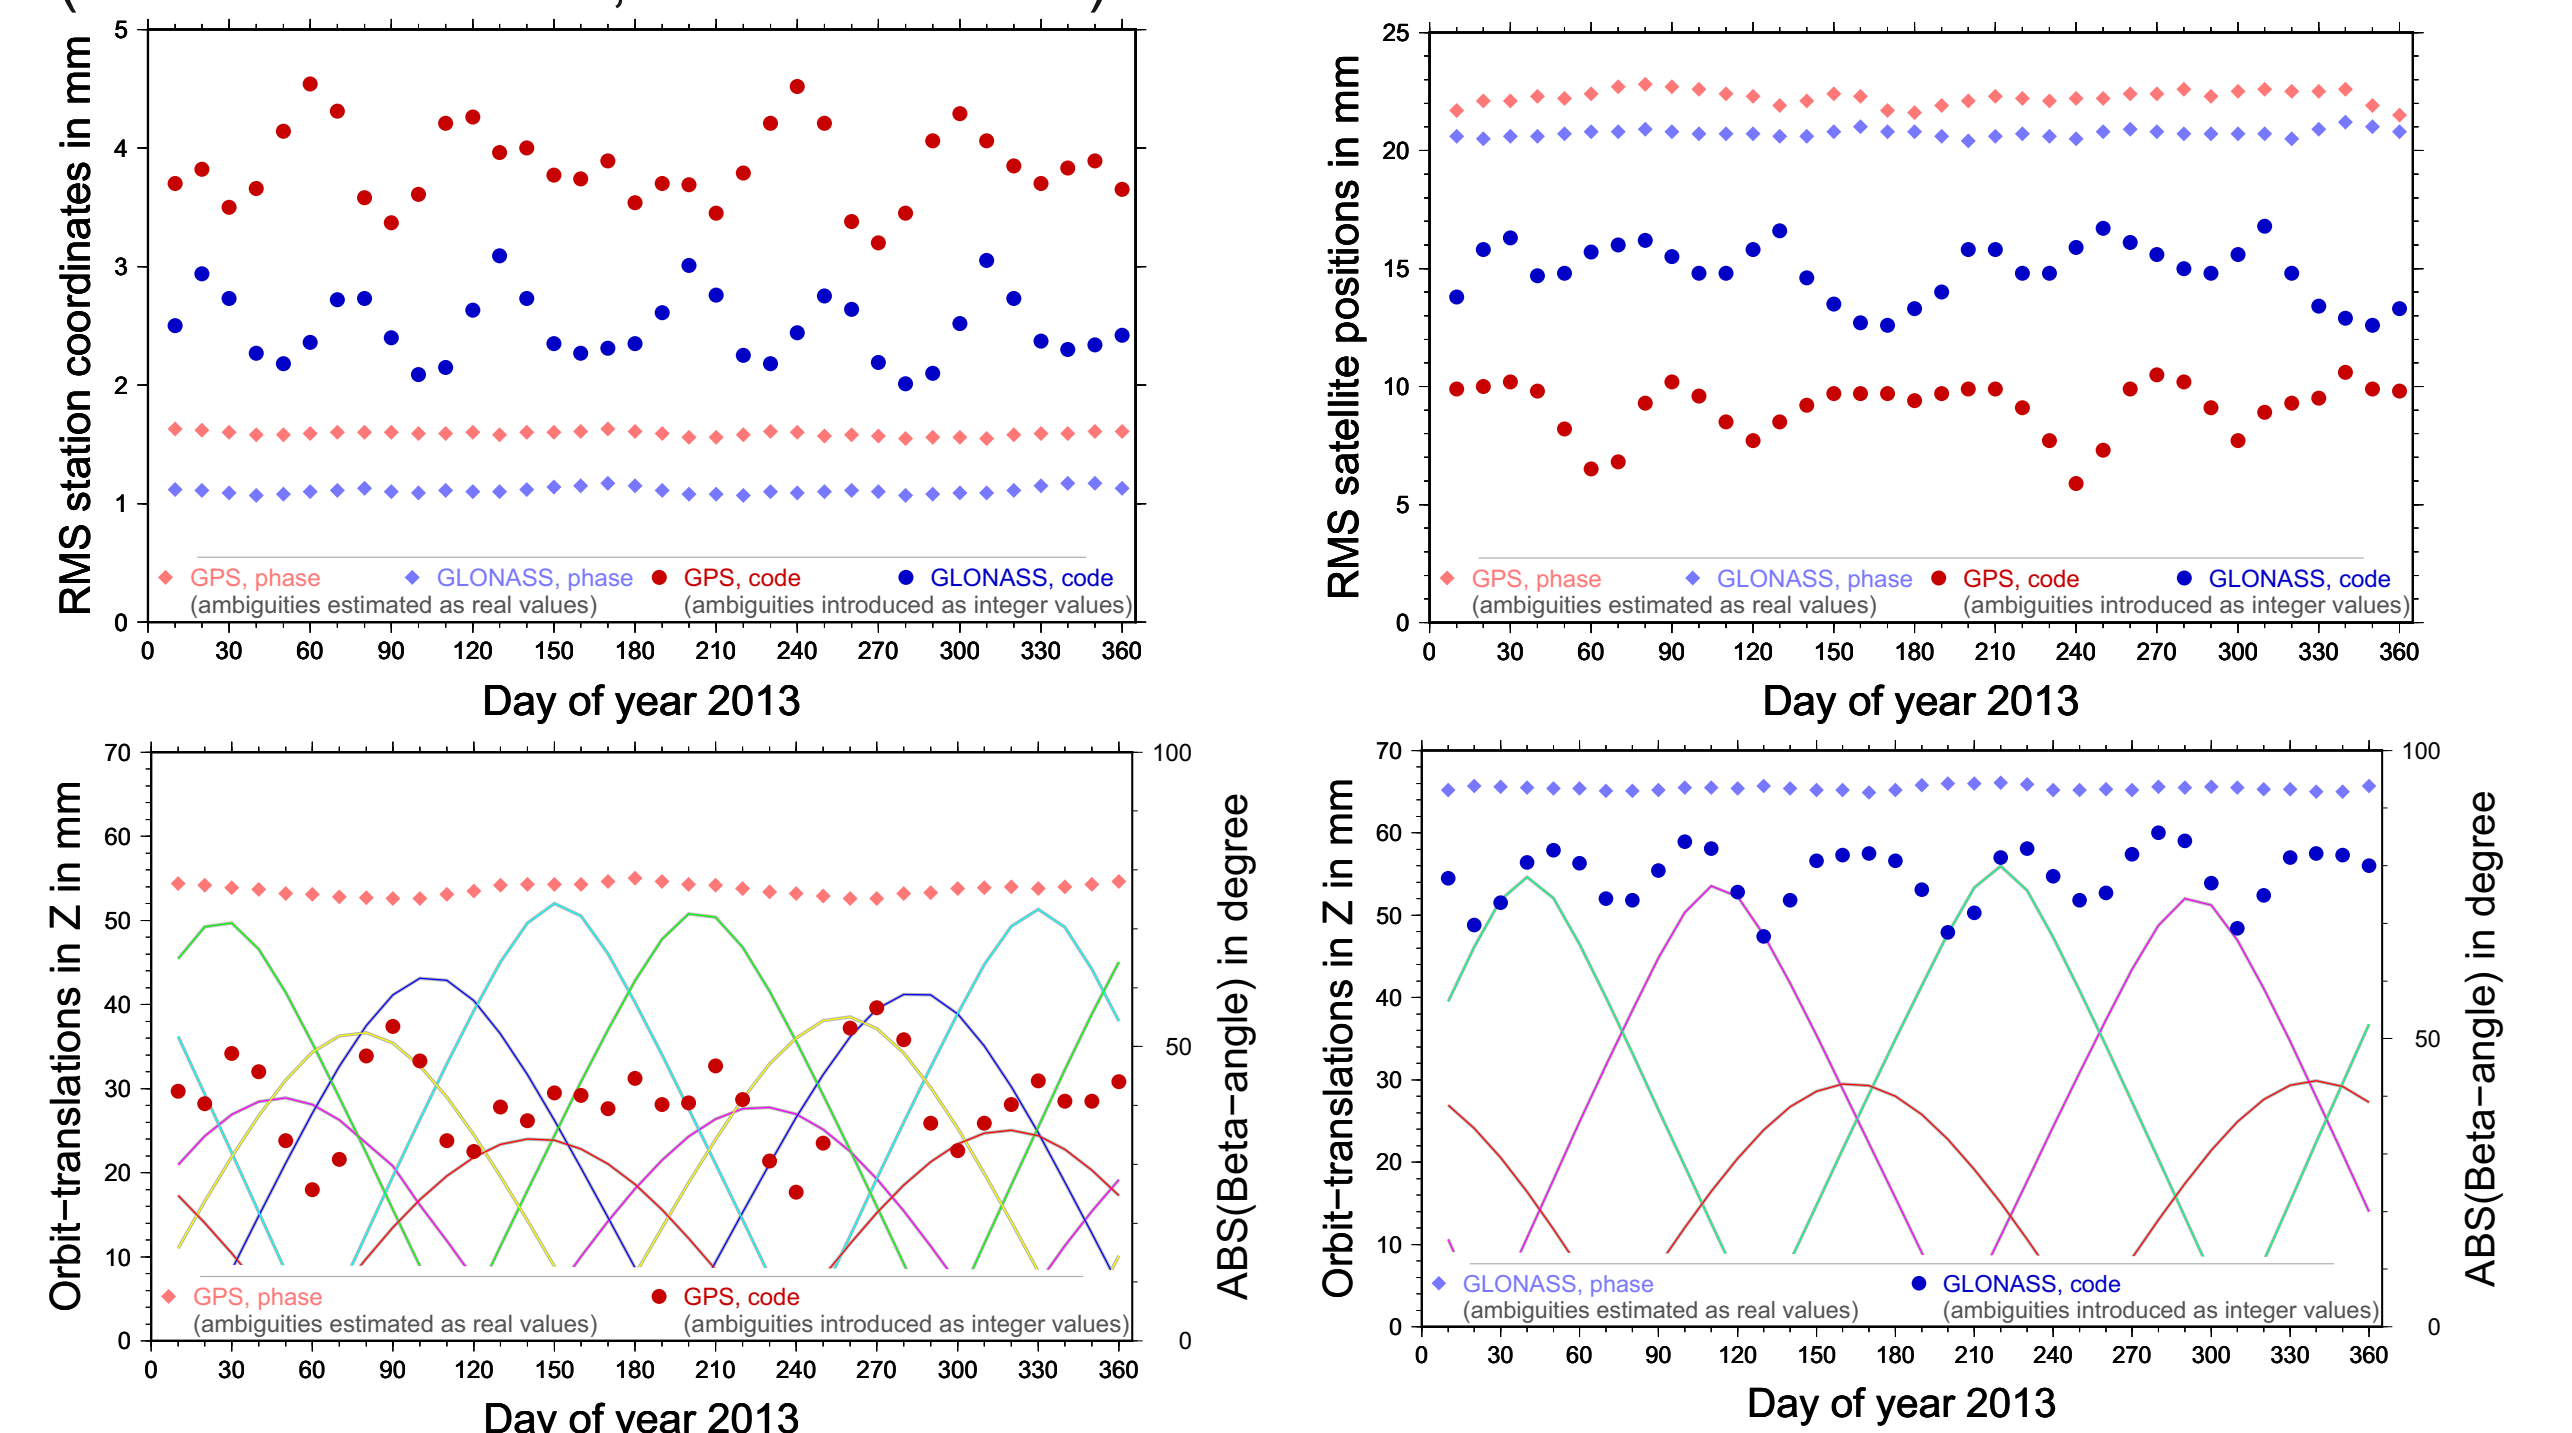 RMS station coordinates in mm
5
4
3
2
1
0
GPS, phase GLONASS, phase GPS, code GLONASS, code
(ambiguities estimated as real values) (ambiguities introduced as integer values)
0 30 60 90 120 150 180 210 240 270 300 330 360
Day of year 2013
RMS satellite positions in mm
25
20
15
10
5
0
GPS, phase GLONASS, phase GPS, code GLONASS, code
(ambiguities estimated as real values) (ambiguities introduced as integer values)
0 30 60 90 120 150 180 210 240 270 300 330 360
Day of year 2013
Orbit−translations in Z in mm
70
60
50
40
30
20
10
0
100
50
0
ABS(Beta−angle) in degree
GPS, phase GPS, code
(ambiguities estimated as real values) (ambiguities introduced as integer values)
0 30 60 90 120 150 180 210 240 270 300 330 360
Day of year 2013
Orbit−translations in Z in mm
70
60
50
40
30
20
10
0
100
50
0
ABS(Beta−angle) in degree
GLONASS, phase GLONASS, code
(ambiguities estimated as real values) (ambiguities introduced as integer values)
0 30 60 90 120 150 180 210 240 270 300 330 360
Day of year 2013